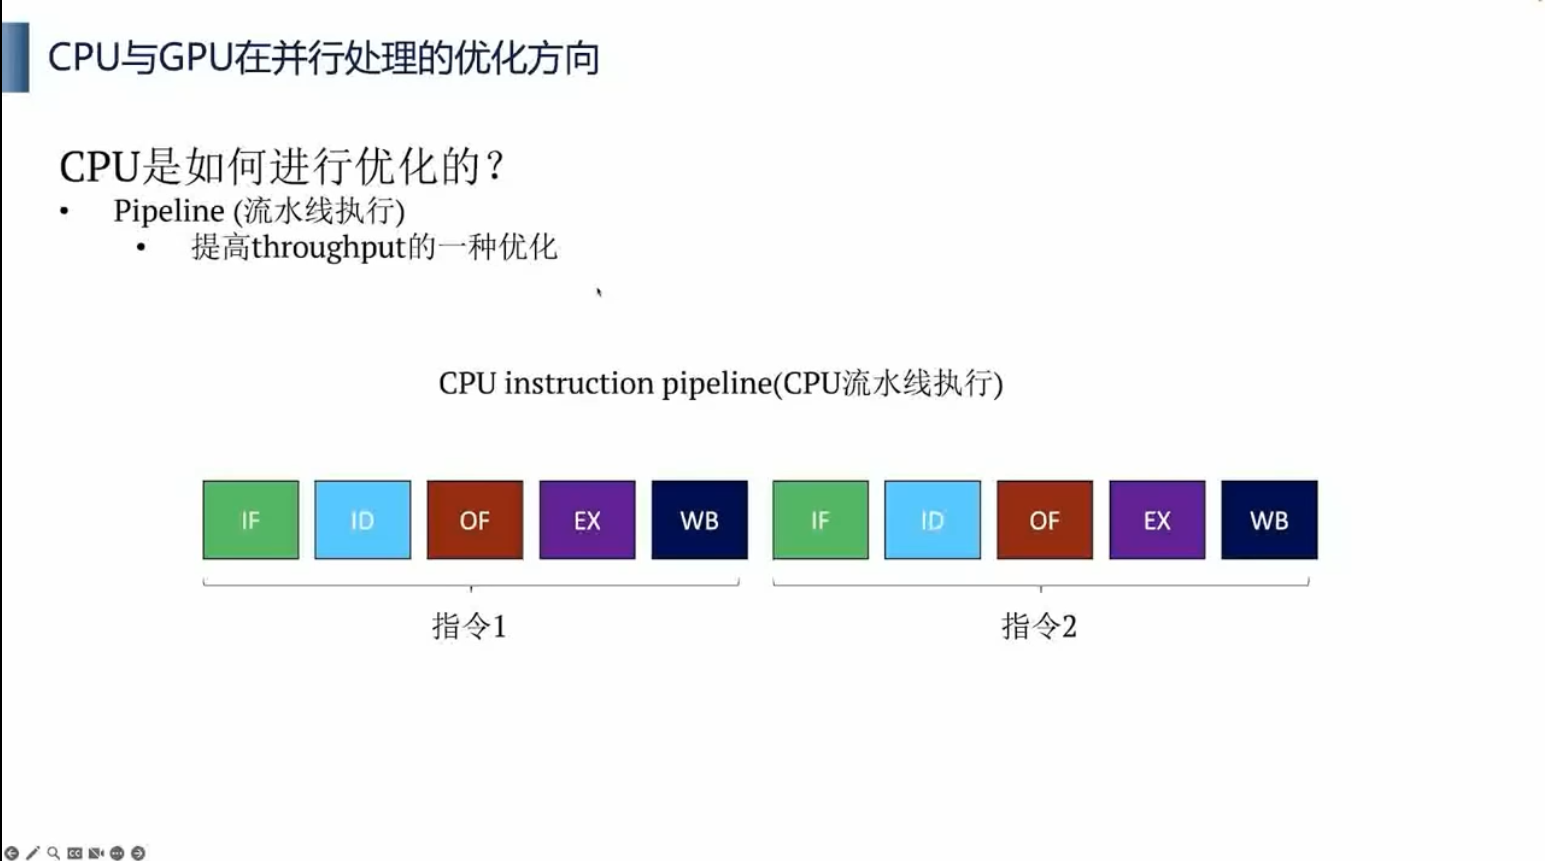 CPU与GPU在并行处理的优化方向
CPU是如何进行优化的？
• Pipeline (流水线执行)
• 提高throughput的一种优化
CPU instruction pipeline(CPU流水线执行)
IF ID OF EX WB IF ID OF EX WB
指令1 指令2
CC